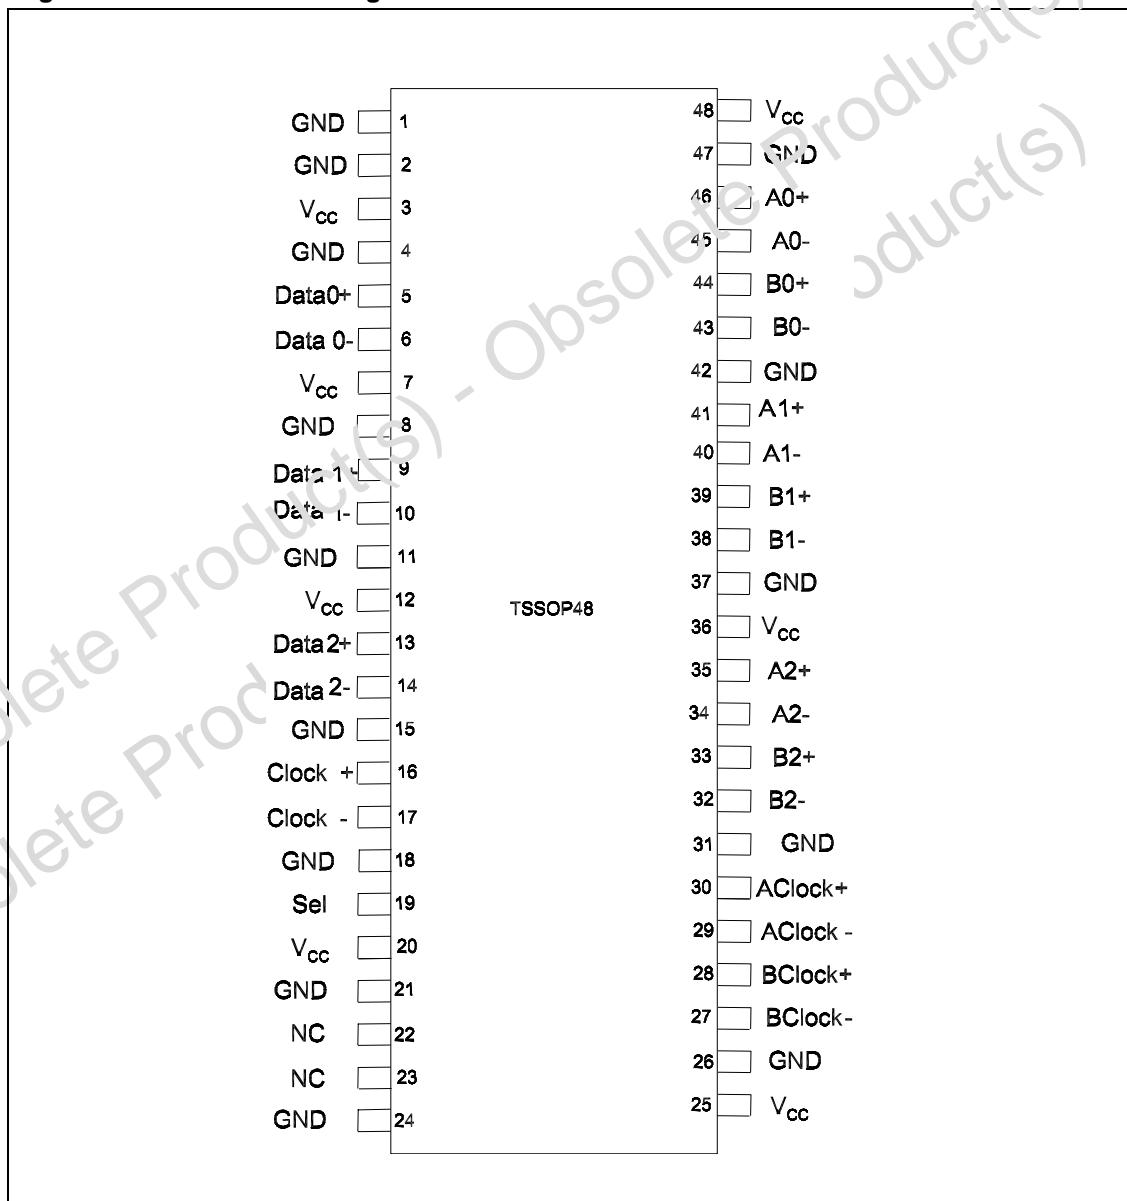 GND 1
GND 2
VCC 3
GND 4
Data0+ 5
Data 0- 6
VCC 7
GND 8
Data 1+ 9
Data 1- 10
GND 11
VCC 12
Data2+ 13
Data 2- 14
GND 15
Clock + 16
Clock - 17
GND 18
Sel 19
VCC 20
GND 21
NC 22
NC 23
GND 24
TSSOP48
48 VCC
47 GND
46 A0+
45 A0-
44 B0+
43 B0-
42 GND
41 A1+
40 A1-
39 B1+
38 B1-
37 GND
36 VCC
35 A2+
34 A2-
33 B2+
32 B2-
31 GND
30 AClock+
29 AClock -
28 BClock+
27 BClock-
26 GND
25 VCC
Product(s) - Obsolete Product(s)